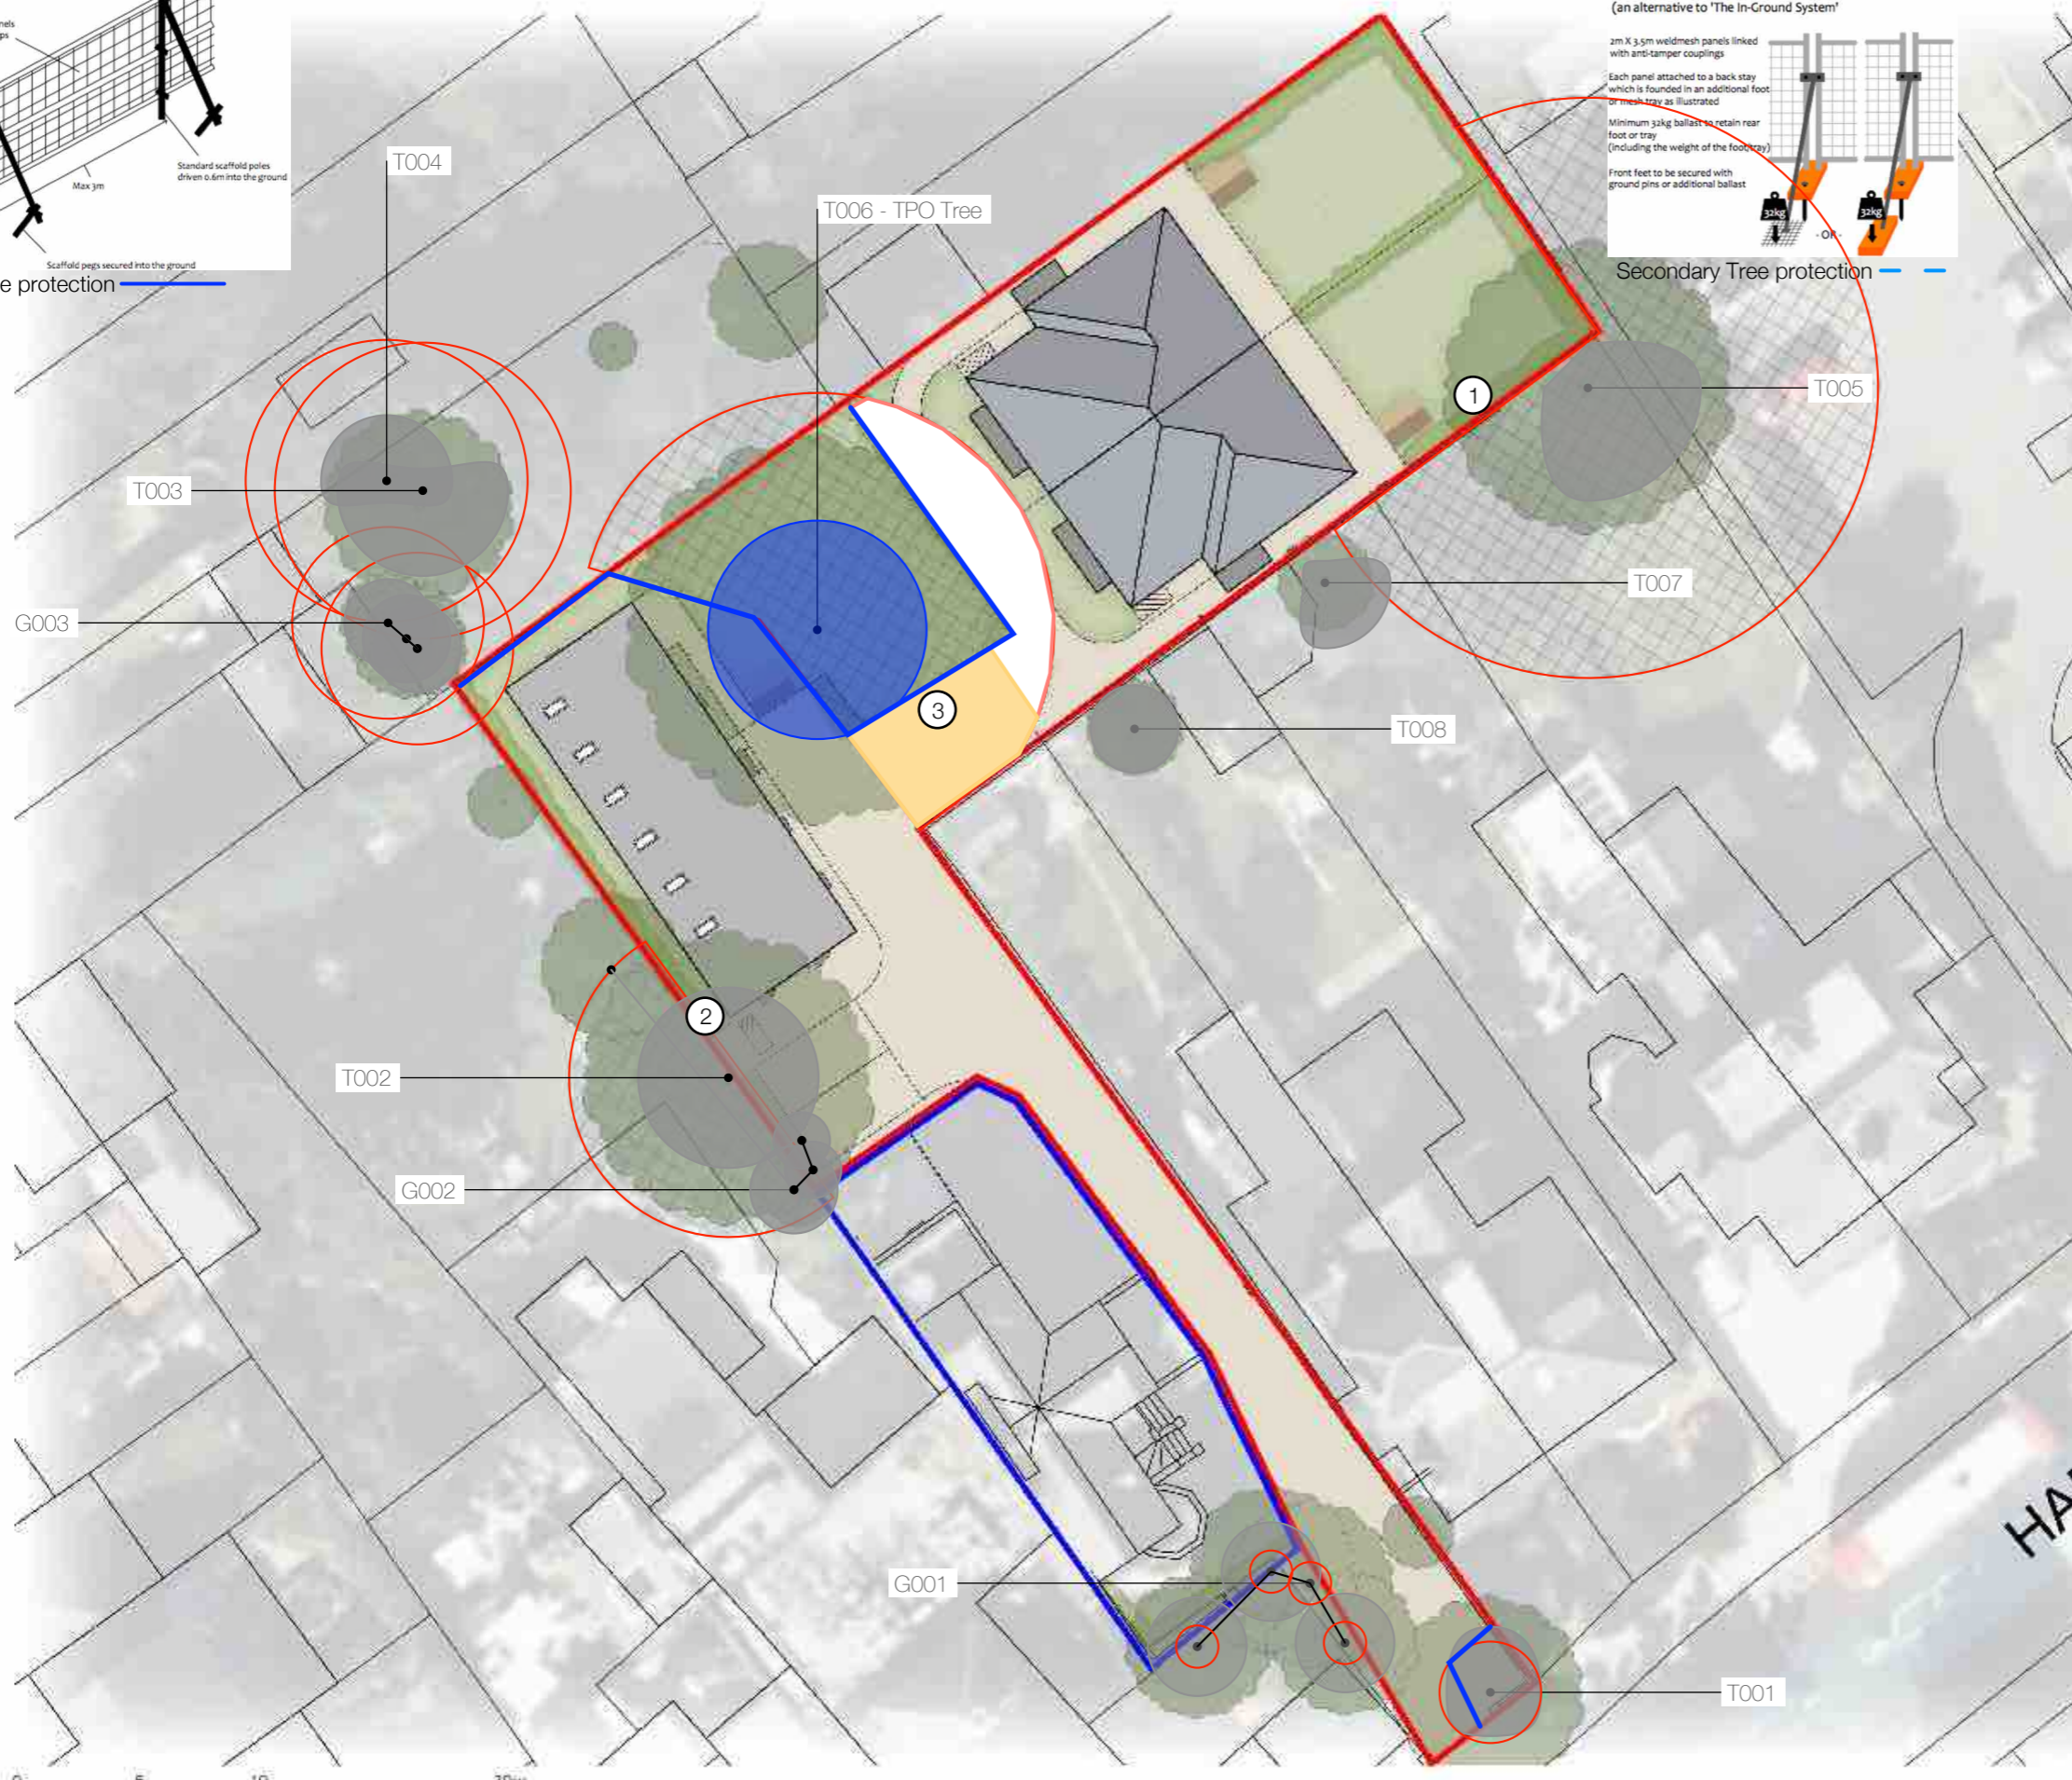 Max 3m
Standard scaffold poles
driven 0.6m into the ground
Scaffold pegs secured into the ground
protection
(an alternative to 'The In-Ground System'
2m X 3.5m weldmesh panels linked
with anti-tamper couplings
Each panel attached to a back stay
which is founded in an additional foot
or mesh tray as illustrated
Minimum 32kg ballast to retain rear
foot or tray
(including the weight of the foot/tray)
Front feet to be secured with
ground pins or additional ballast
32kg
32kg
- OR -
Secondary Tree protection
T004
T006 - TPO Tree
T003
T005
1
G003
T007
3
T008
2
T002
G002
G001
T001